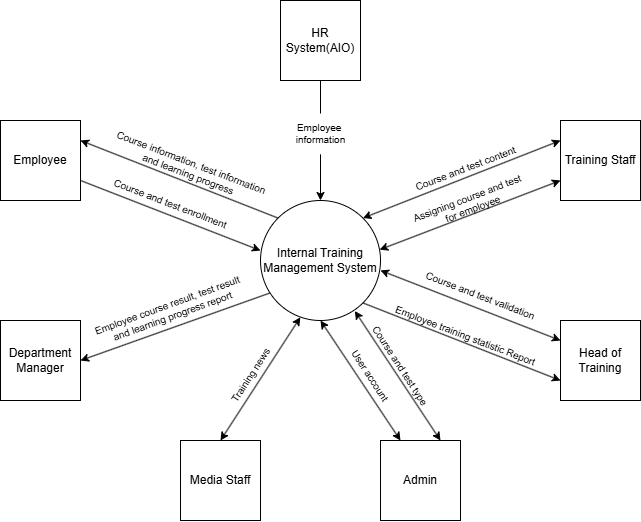 HR
System(AIO)
Employee
information
Employee
Course information, test information
and learning progress
Course and test enrollment
Training Staff
Course and test content
Assigning course and test
for employee
Internal Training
Management System
Course and test validation
Employee training statistic Report
Head of
Training
Employee course result, test result
and learning progress report
Department
Manager
Training news
User account
Course and test type
Media Staff
Admin